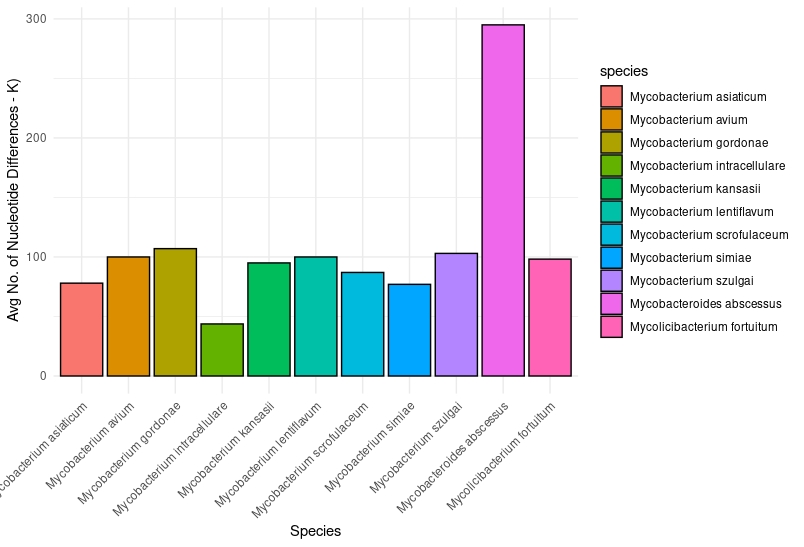 300
200
100
0
Avg No. of Nucleotide Differences - K)
ycobacterium asiaticum
Mycobacterium avium
Mycobacterium gordonae
Mycobacterium intracellulare
Mycobacterium kansasii
Mycobacterium lentiflavum
Mycobacterium scrofulaceum
Mycobacterium simiae
Mycobacterium szulgai
Mycobacteroides abscessus
Mycolicibacterium fortuitum
Species
species
Mycobacterium asiaticum
Mycobacterium avium
Mycobacterium gordonae
Mycobacterium intracellulare
Mycobacterium kansasii
Mycobacterium lentiflavum
Mycobacterium scrofulaceum
Mycobacterium simiae
Mycobacterium szulgai
Mycobacteroides abscessus
Mycolicibacterium fortuitum